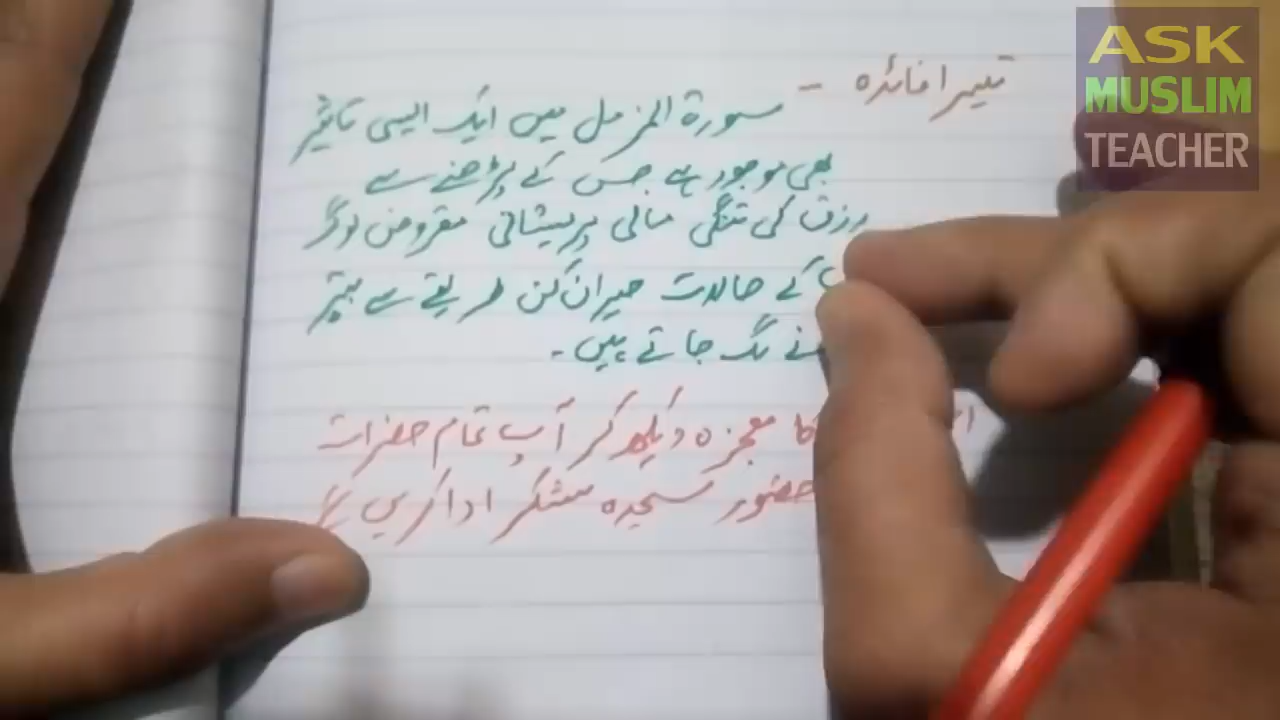 تیسرا فائدہ - سورۃ المزمل میں ایک ایسی تاثیر
بھی موجود ہے جس کے پڑھنے سے
رزق کی تنگی مالی پریشانی مقروض لوگ
کے حالات حیران کن طریقے سے بہتر
لگ جاتے ہیں -
کا معجزہ دیکھ کر آپ تمام حضرات
حضور سجدہ شکر ادا کریں گے
ASK
MUSLIM
TEACHER